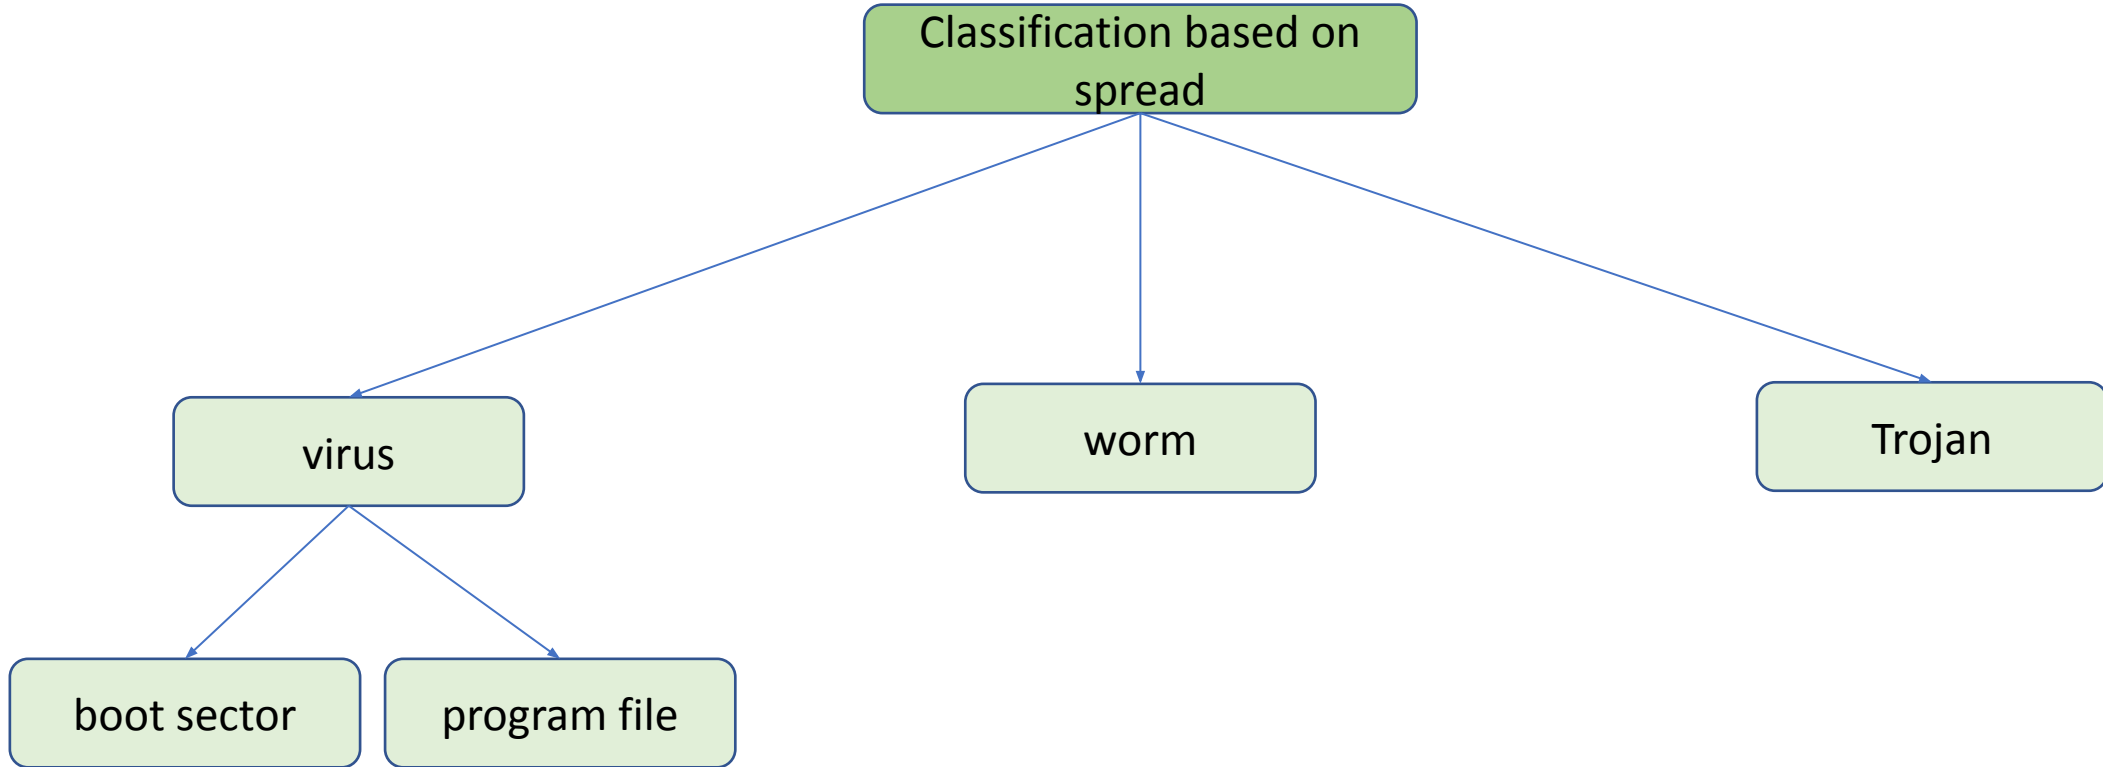 Classification based on
spread
virus
worm
Trojan
boot sector
program file